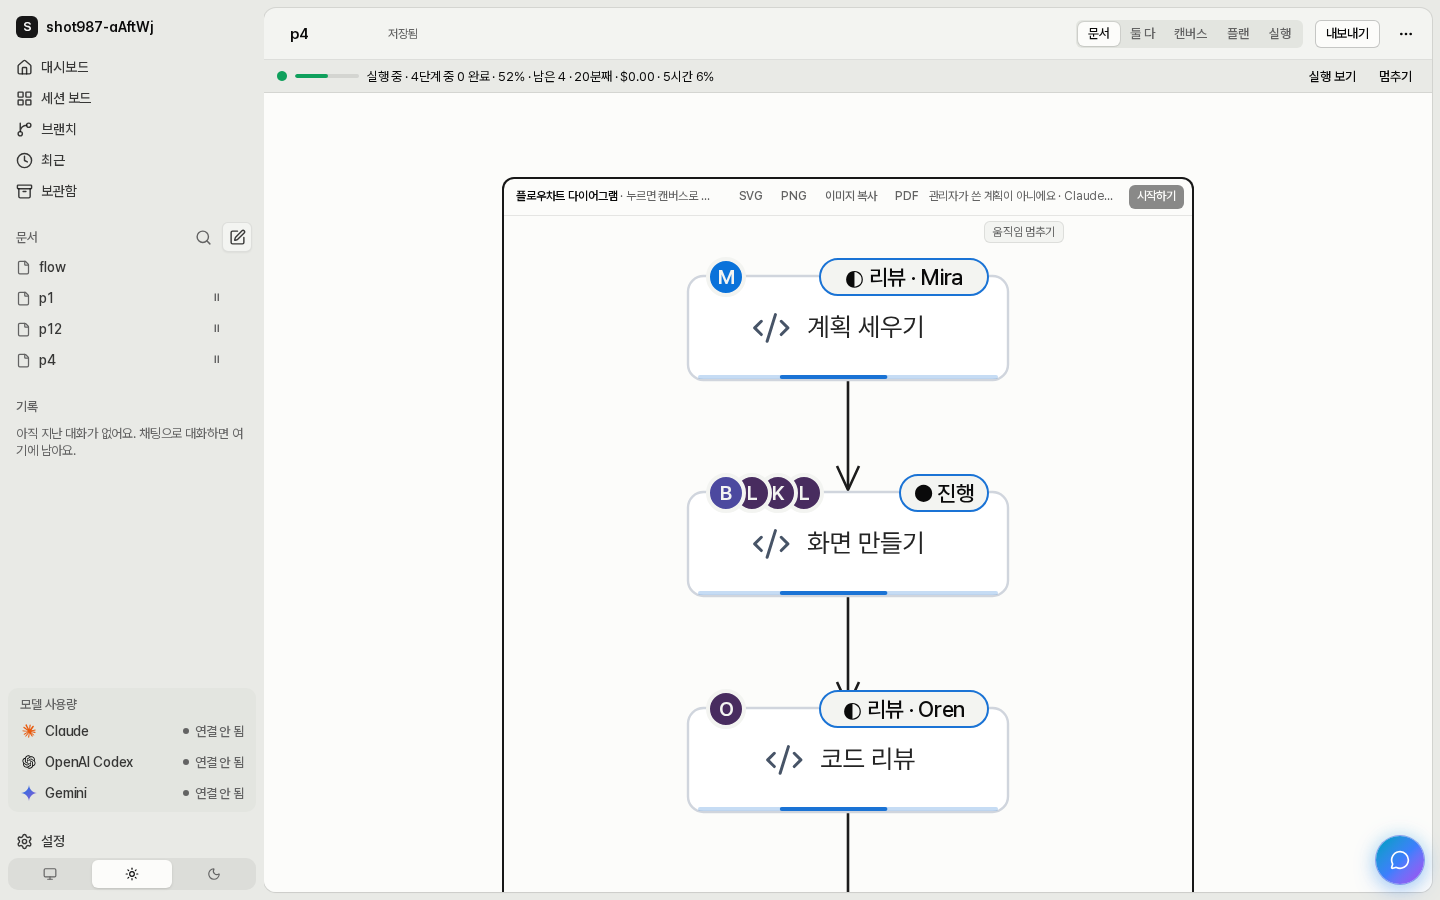 S shot987-aAftWj
대시보드
세션 보드
브랜치
최근
보관함
문서
flow
p1
p12
p4
기록
아직 지난 대화가 없어요. 채팅으로 대화하면 여
기에 남아요.
모델 사용량
Claude 연결 안 됨
OpenAI Codex 연결 안 됨
Gemini 연결 안 됨
설정
p4 저장됨 문서 둘 다 캔버스 플랜 실행 내보내기
실행 중 · 4단계 중 0 완료 · 52% · 남은 4 · 20분째 · $0.00 · 5시간 6% 실행 보기 멈추기
플로우차트 다이어그램 · 누르면 캔버스로 ... SVG PNG 이미지 복사 PDF 관리자가 쓴 계획이 아니에요 · Claude... 시작하기
움직임 멈추기
M 리뷰 · Mira
계획 세우기
B L K L 진행
화면 만들기
O 리뷰 · Oren
코드 리뷰